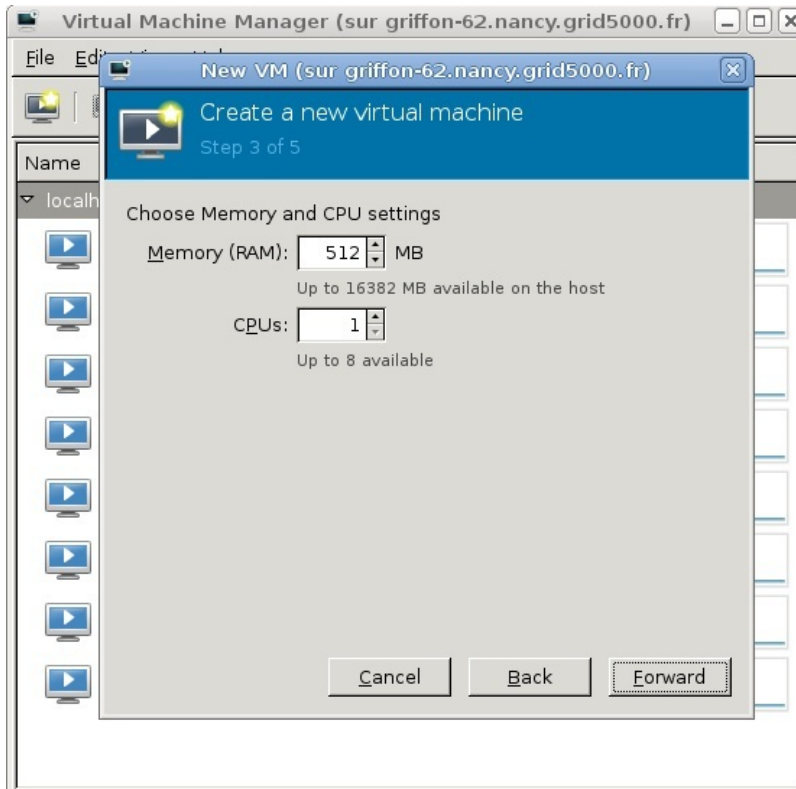 Virtual Machine Manager (sur griffon-62.nancy.grid5000.fr)
File
New VM (sur griffon-62.nancy.grid5000.fr)
Create a new virtual machine
Step 3 of 5
Name
Choose Memory and CPU settings
Memory (RAM): 512 MB
Up to 16382 MB available on the host
CPUs: 1
Up to 8 available
Cancel Back Forward